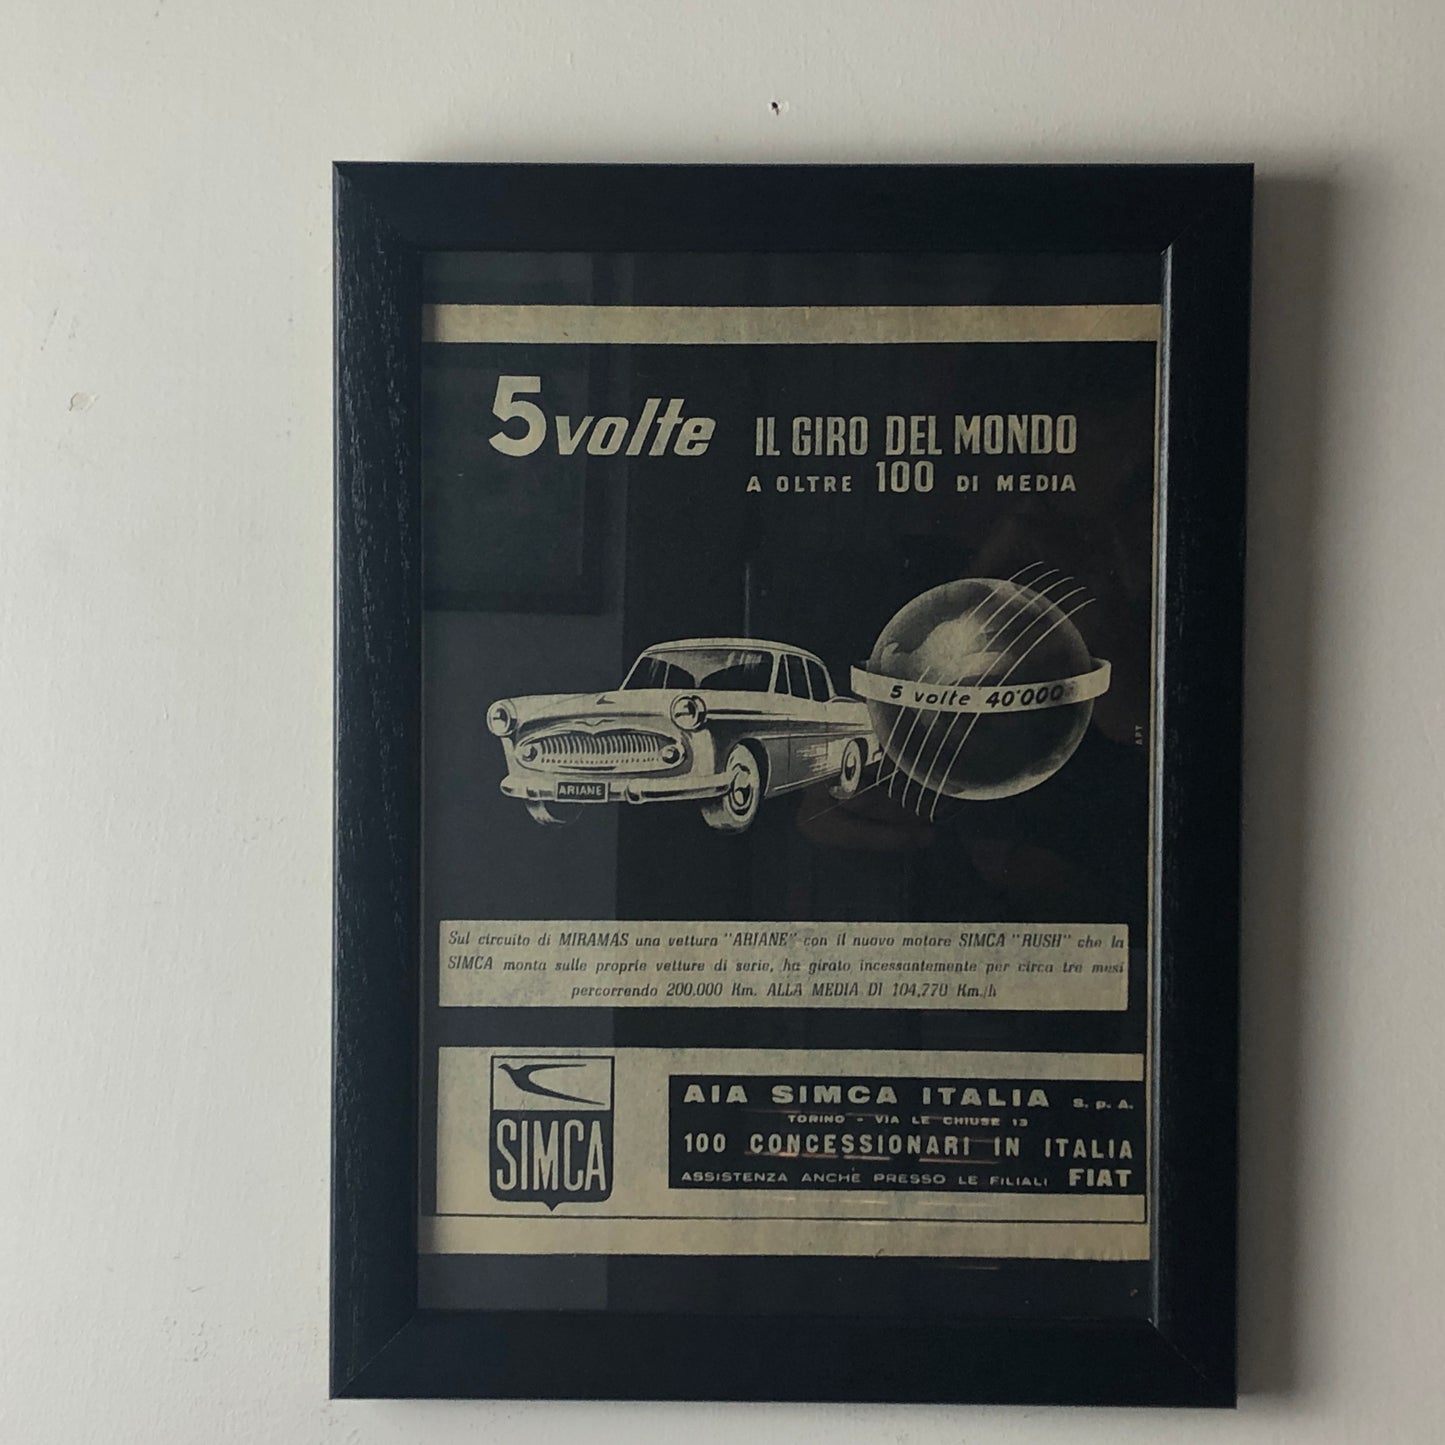 5 volte IL GIRO DEL MONDO
A OLTRE 100 DI MEDIA
5 volte 40'000
APT
ARIANE
Sul circuito di MIRAMAS una vettura "ARIANE" con il nuovo motore SIMCA "RUSH" che la
SIMCA monta sulle proprie vetture di serie, ha girato incessantemente per circa tre mesi
percorrendo 200.000 Km. ALLA MEDIA DI 104,770 Km./h
SIMCA
AIA SIMCA ITALIA S. p. A.
TORINO - VIA LE CHIUSE 13
100 CONCESSIONARI IN ITALIA
ASSISTENZA ANCHE PRESSO LE FILIALI FIAT